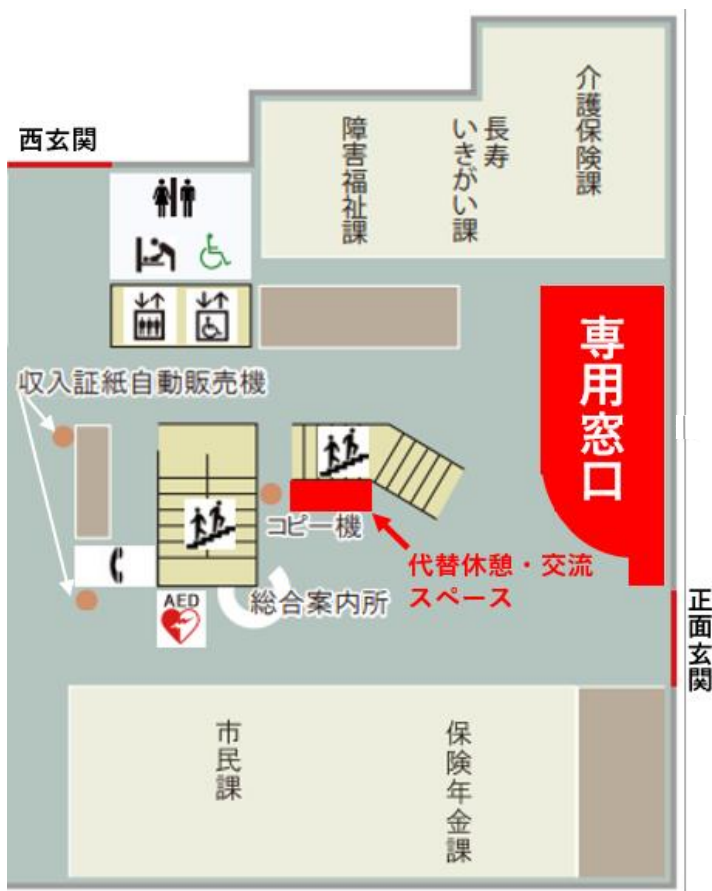 介護保険課
長寿
いきがい課
障害福祉課
西玄関
専用窓口
収入証紙自動販売機
コピー機
代替休憩・交流
スペース
AED
総合案内所
正面玄関
保険年金課
市民課